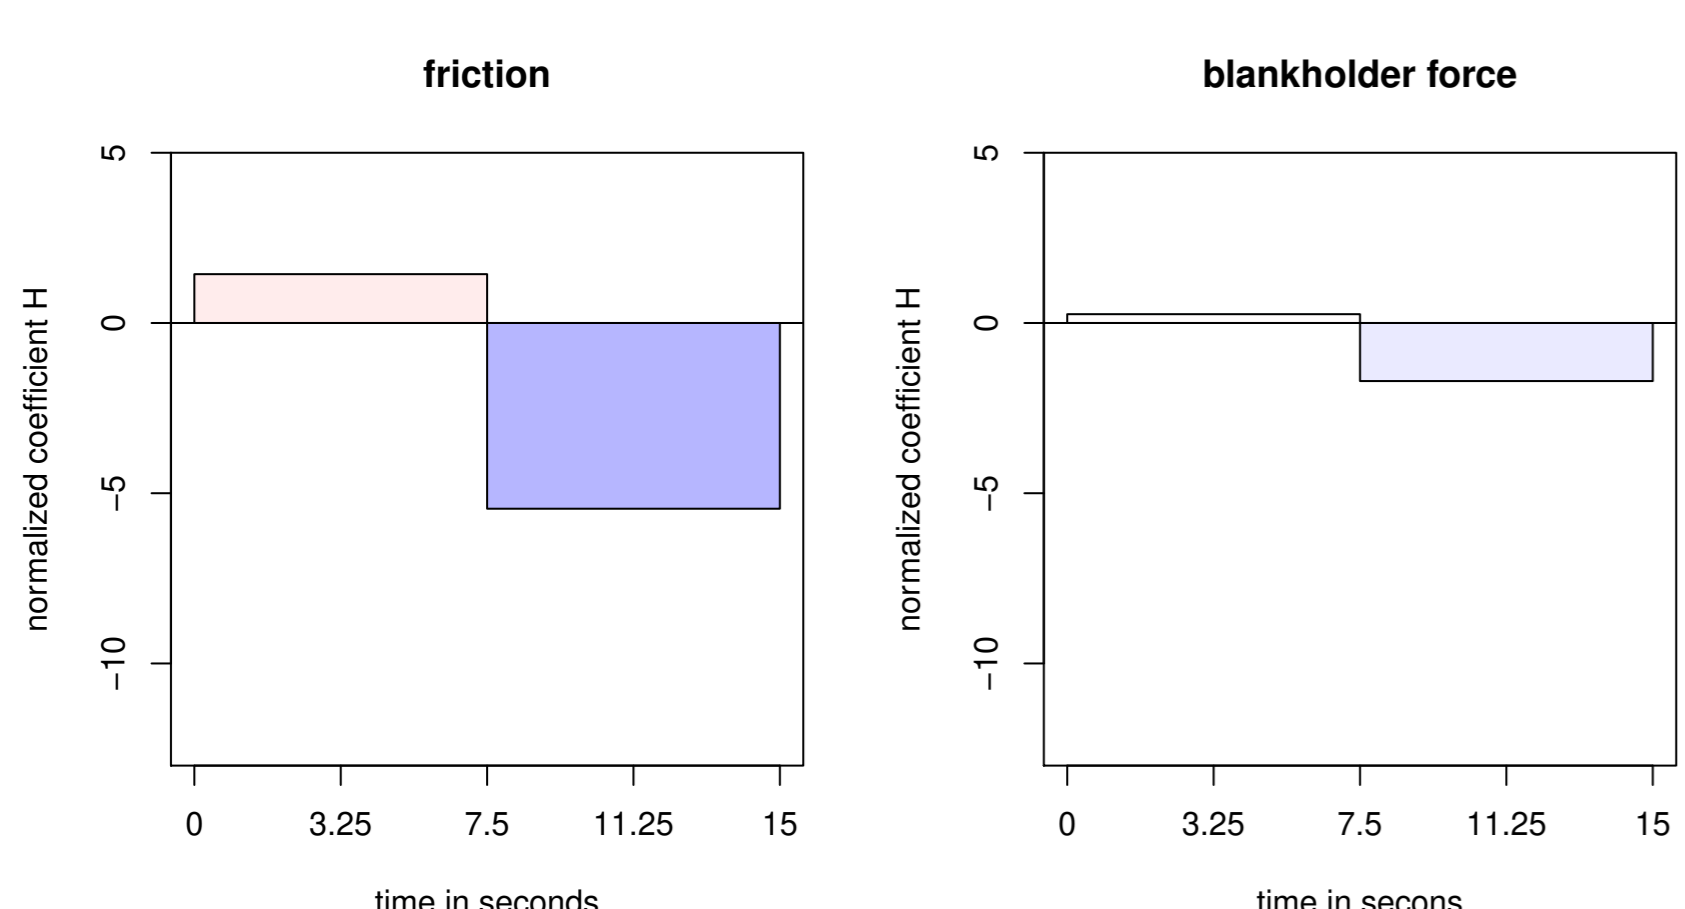 friction
normalized coefficient H
5
0
−5
−10
0 3.25 7.5 11.25 15
time in seconds
blankholder force
normalized coefficient H
5
0
−5
−10
0 3.25 7.5 11.25 15
time in secons